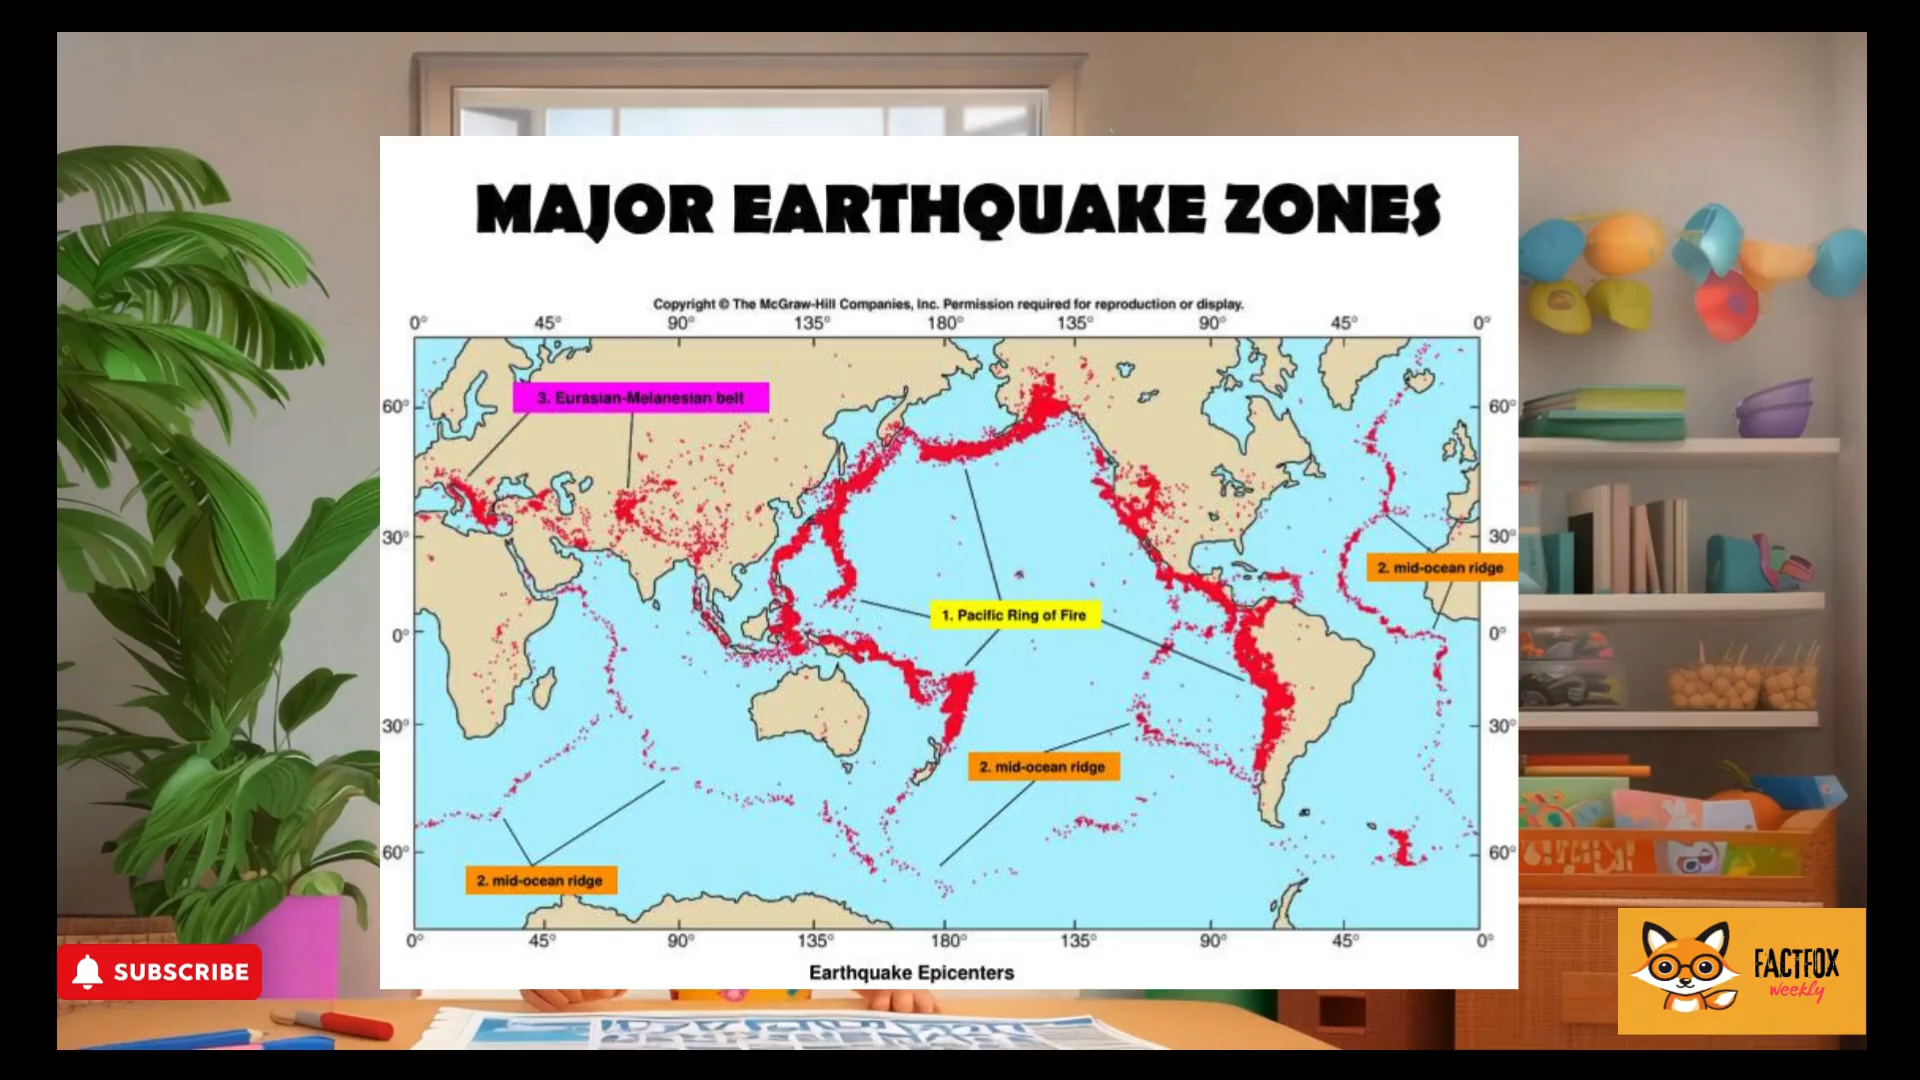 MAJOR EARTHQUAKE ZONES
Copyright © The McGraw-Hill Companies, Inc. Permission required for reproduction or display.
0° 45° 90° 135° 180° 135° 90° 45° 0°
3. Eurasian-Melanesian belt
60° 60°
30° 30°
2. mid-ocean ridge
1. Pacific Ring of Fire
0° 0°
30° 30°
2. mid-ocean ridge
60° 60°
2. mid-ocean ridge
0° 45° 90° 135° 180° 135° 90° 45° 0°
Earthquake Epicenters
SUBSCRIBE
FACTFOX
weekly